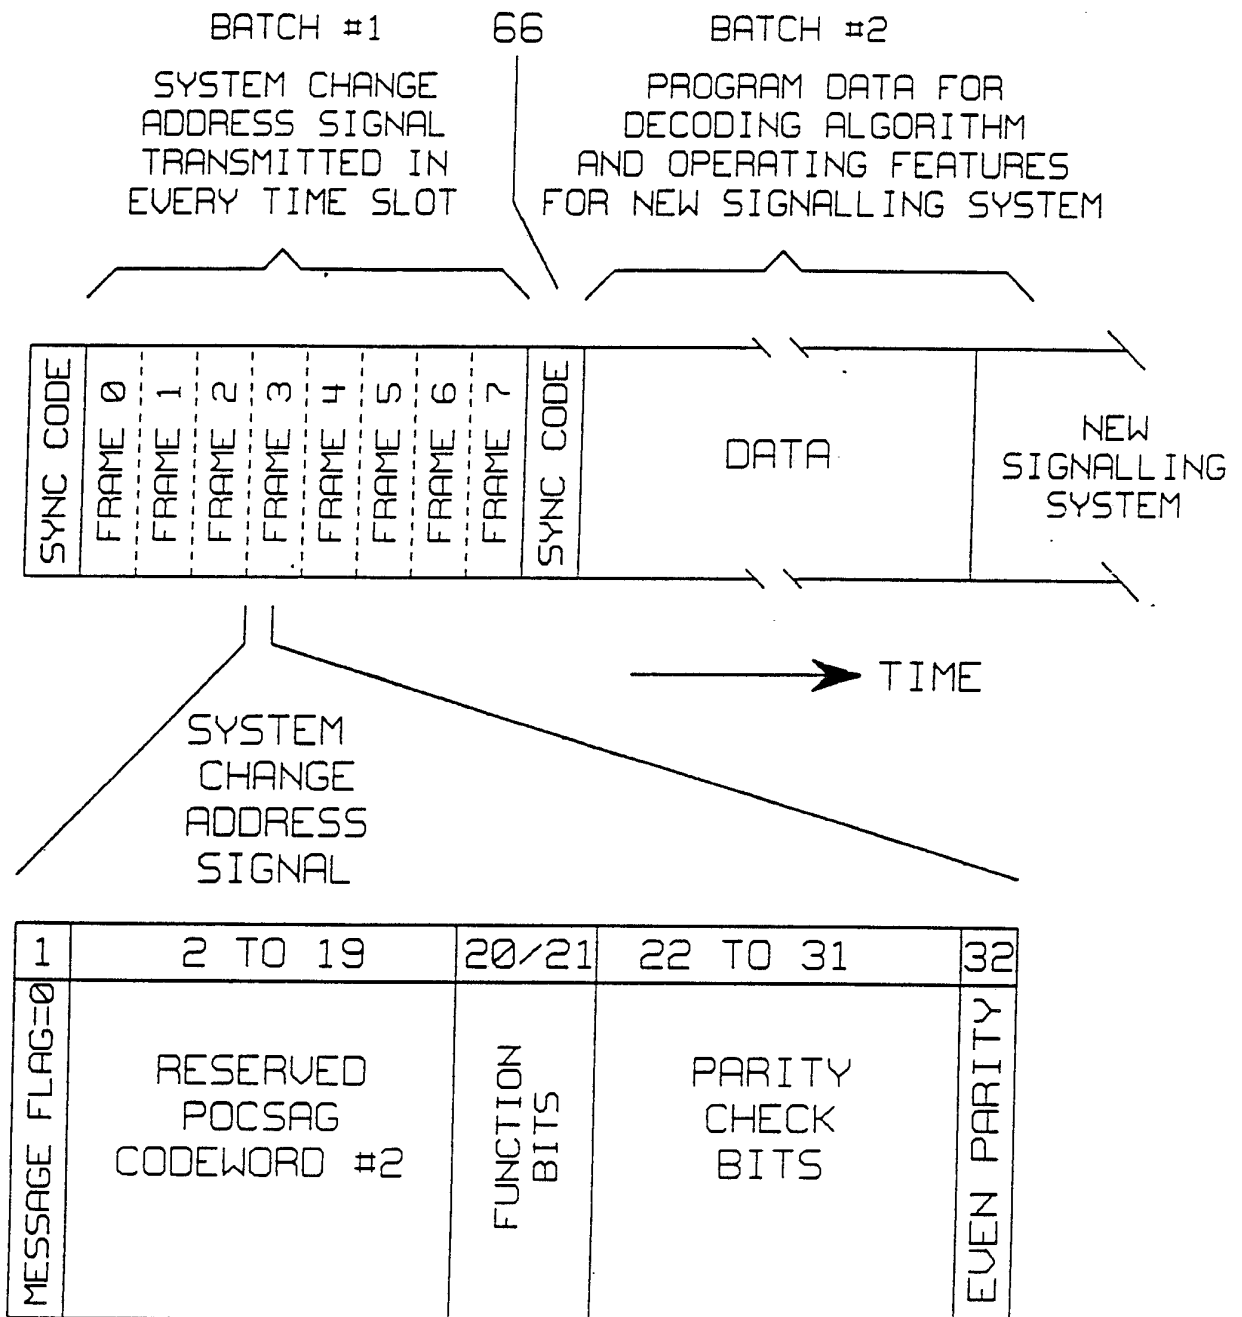 BATCH #1
66
BATCH #2
SYSTEM CHANGE
ADDRESS SIGNAL
TRANSMITTED IN
EVERY TIME SLOT
PROGRAM DATA FOR
DECODING ALGORITHM
AND OPERATING FEATURES
FOR NEW SIGNALLING SYSTEM
SYNC CODE
FRAME 0
FRAME 1
FRAME 2
FRAME 3
FRAME 4
FRAME 5
FRAME 6
FRAME 7
SYNC CODE
DATA
NEW
SIGNALLING
SYSTEM
TIME
SYSTEM
CHANGE
ADDRESS
SIGNAL
1
2 TO 19
20/21
22 TO 31
32
MESSAGE FLAG=0
RESERVED
POCSAG
CODEWORD #2
FUNCTION
BITS
PARITY
CHECK
BITS
EVEN PARITY